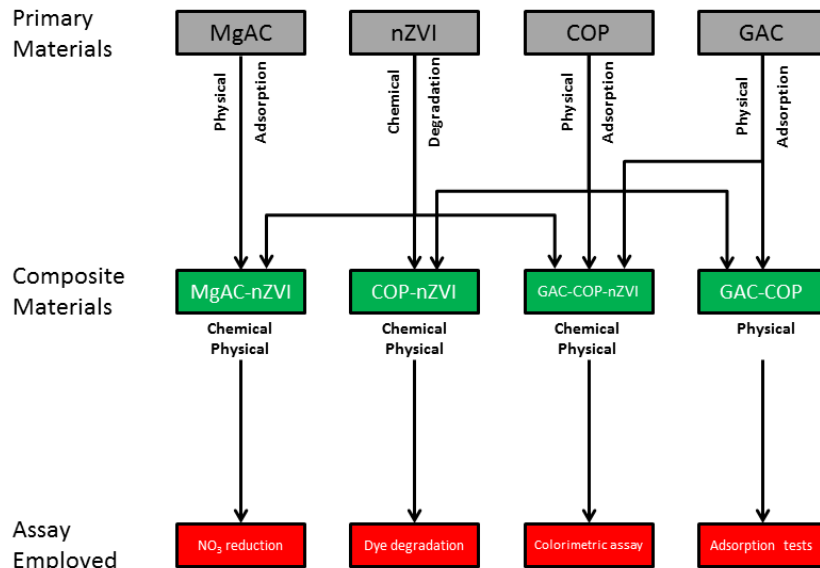 Primary
Materials
MgAC
nZVI
COP
GAC
Physical
Adsorption
Chemical
Degradation
Physical
Adsorption
Physical
Adsorption
Composite
Materials
MgAC-nZVI
COP-nZVI
GAC-COP-nZVI
GAC-COP
Chemical
Physical
Chemical
Physical
Chemical
Physical
Physical
Assay
Employed
NO₃ reduction
Dye degradation
Colorimetric assay
Adsorption tests